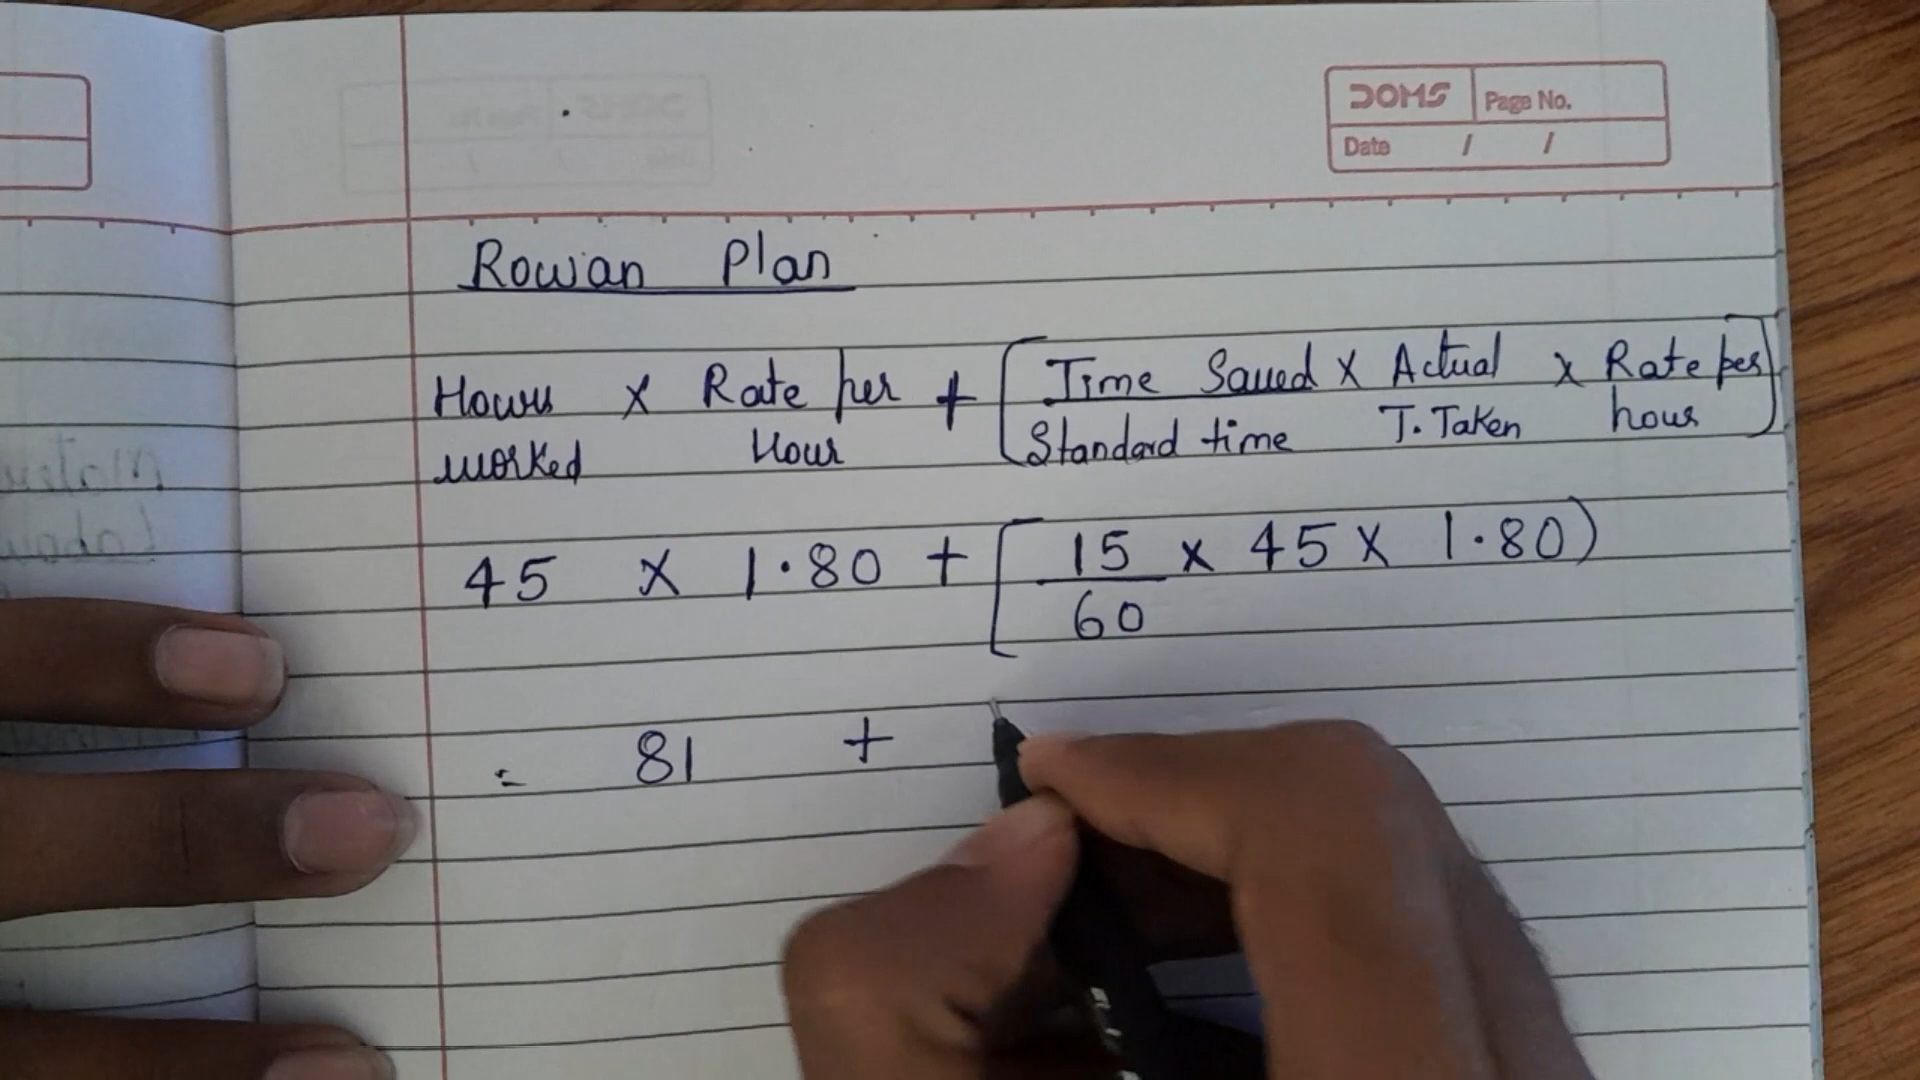 DOMS Page No.
Date / /
Rowan Plan
Hours × Rate per + [Time Saved × Actual × Rate per]
worked Hour Standard time T. Taken hour
45 × 1.80 + [15 × 45 × 1.80)
60
= 81 +